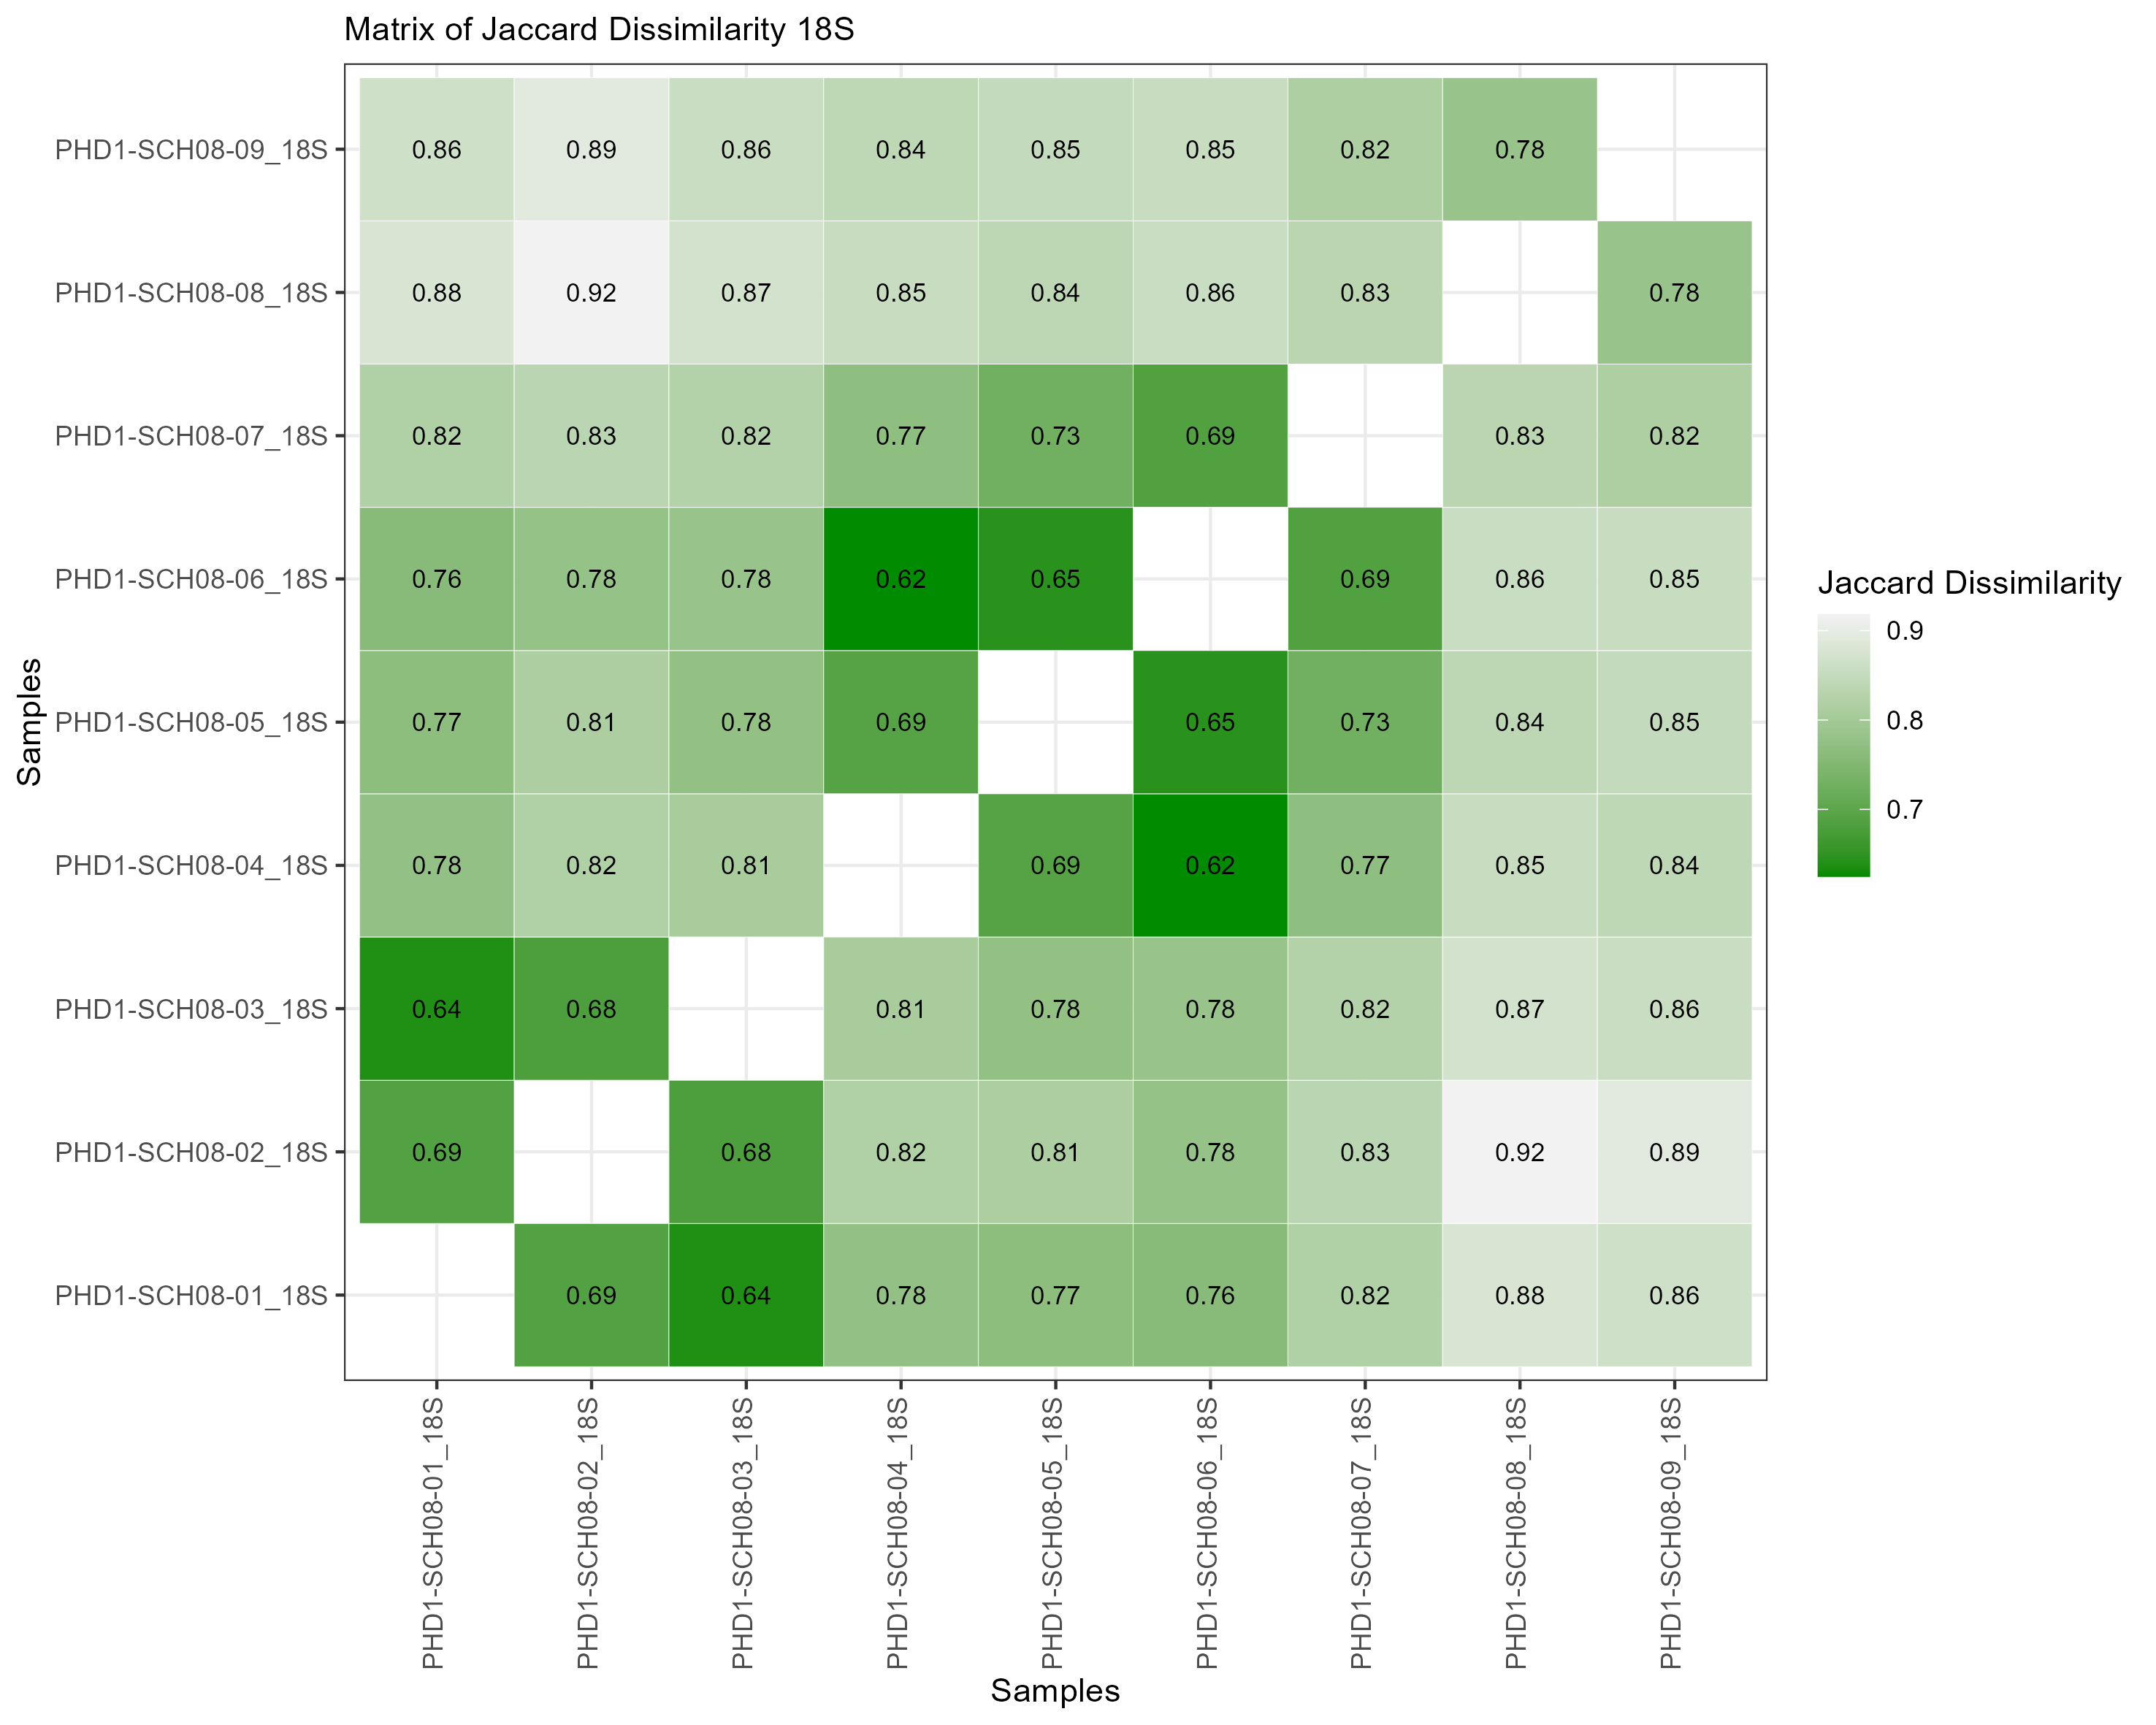 Matrix of Jaccard Dissimilarity 18S
PHD1-SCH08-09_18S 0.86 0.89 0.86 0.84 0.85 0.85 0.82 0.78
PHD1-SCH08-08_18S 0.88 0.92 0.87 0.85 0.84 0.86 0.83 0.78
PHD1-SCH08-07_18S 0.82 0.83 0.82 0.77 0.73 0.69 0.83 0.82
PHD1-SCH08-06_18S 0.76 0.78 0.78 0.62 0.65 0.69 0.86 0.85
PHD1-SCH08-05_18S 0.77 0.81 0.78 0.69 0.65 0.73 0.84 0.85
PHD1-SCH08-04_18S 0.78 0.82 0.81 0.69 0.62 0.77 0.85 0.84
PHD1-SCH08-03_18S 0.64 0.68 0.81 0.78 0.78 0.82 0.87 0.86
PHD1-SCH08-02_18S 0.69 0.68 0.82 0.81 0.78 0.83 0.92 0.89
PHD1-SCH08-01_18S 0.69 0.64 0.78 0.77 0.76 0.82 0.88 0.86
Samples
PHD1-SCH08-01_18S
PHD1-SCH08-02_18S
PHD1-SCH08-03_18S
PHD1-SCH08-04_18S
PHD1-SCH08-05_18S
PHD1-SCH08-06_18S
PHD1-SCH08-07_18S
PHD1-SCH08-08_18S
PHD1-SCH08-09_18S
Samples
Jaccard Dissimilarity
0.9
0.8
0.7